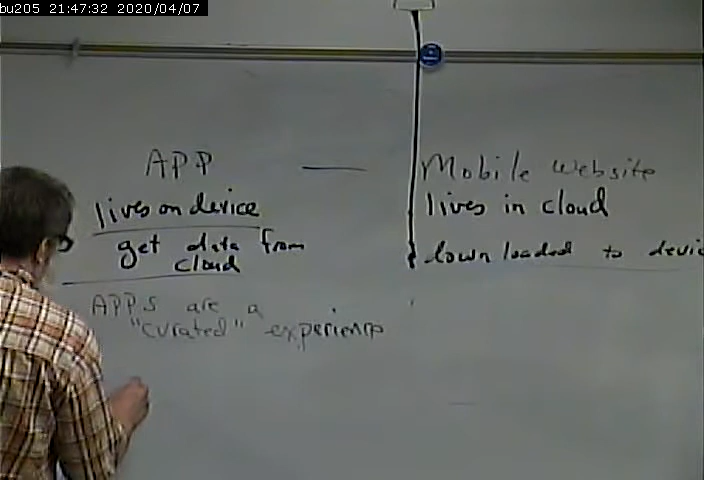 bu205 21:47:32 2020/04/07
APP — Mobile website
lives on device
lives in cloud
get data from
cloud
downloaded to devic
APPS are a
"curated" experience